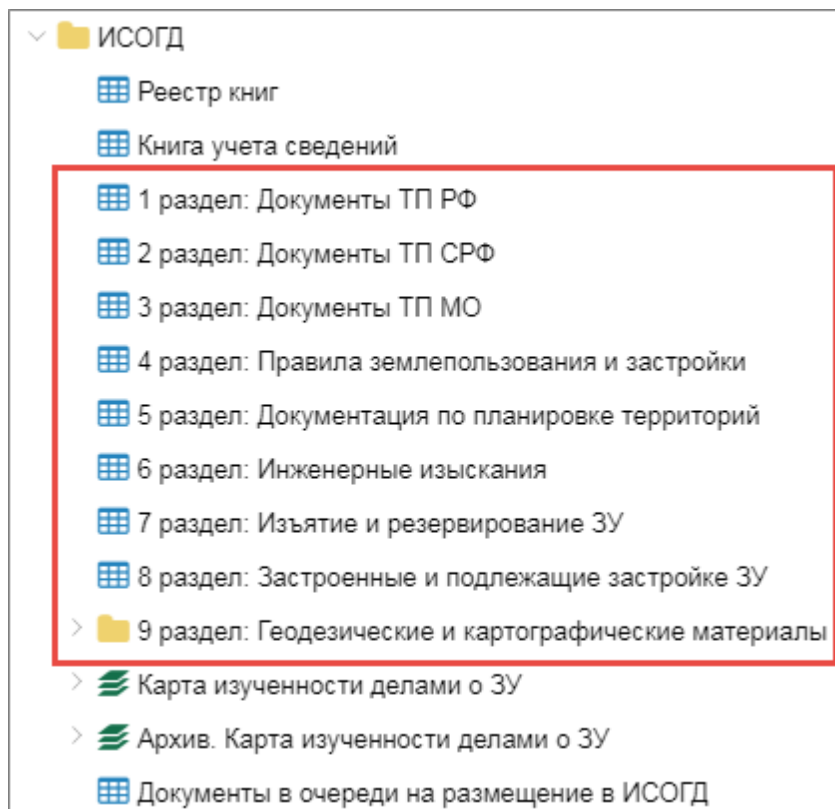 ИСОГД
Реестр книг
Книга учета сведений
1 раздел: Документы ТП РФ
2 раздел: Документы ТП СРФ
3 раздел: Документы ТП МО
4 раздел: Правила землепользования и застройки
5 раздел: Документация по планировке территорий
6 раздел: Инженерные изыскания
7 раздел: Изъятие и резервирование ЗУ
8 раздел: Застроенные и подлежащие застройке ЗУ
9 раздел: Геодезические и картографические материалы
Карта изученности делами о ЗУ
Архив. Карта изученности делами о ЗУ
Документы в очереди на размещение в ИСОГД